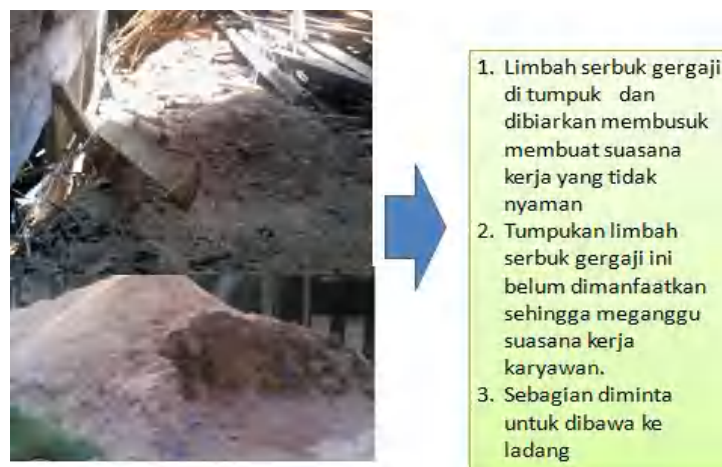 1. Limbah serbuk gergaji
di tumpuk dan
dibiarkan membusuk
membuat suasana
kerja yang tidak
nyaman
2. Tumpukan limbah
serbuk gergaji ini
belum dimanfaatkan
sehingga meganggu
suasana kerja
karyawan.
3. Sebagian diminta
untuk dibawa ke
ladang